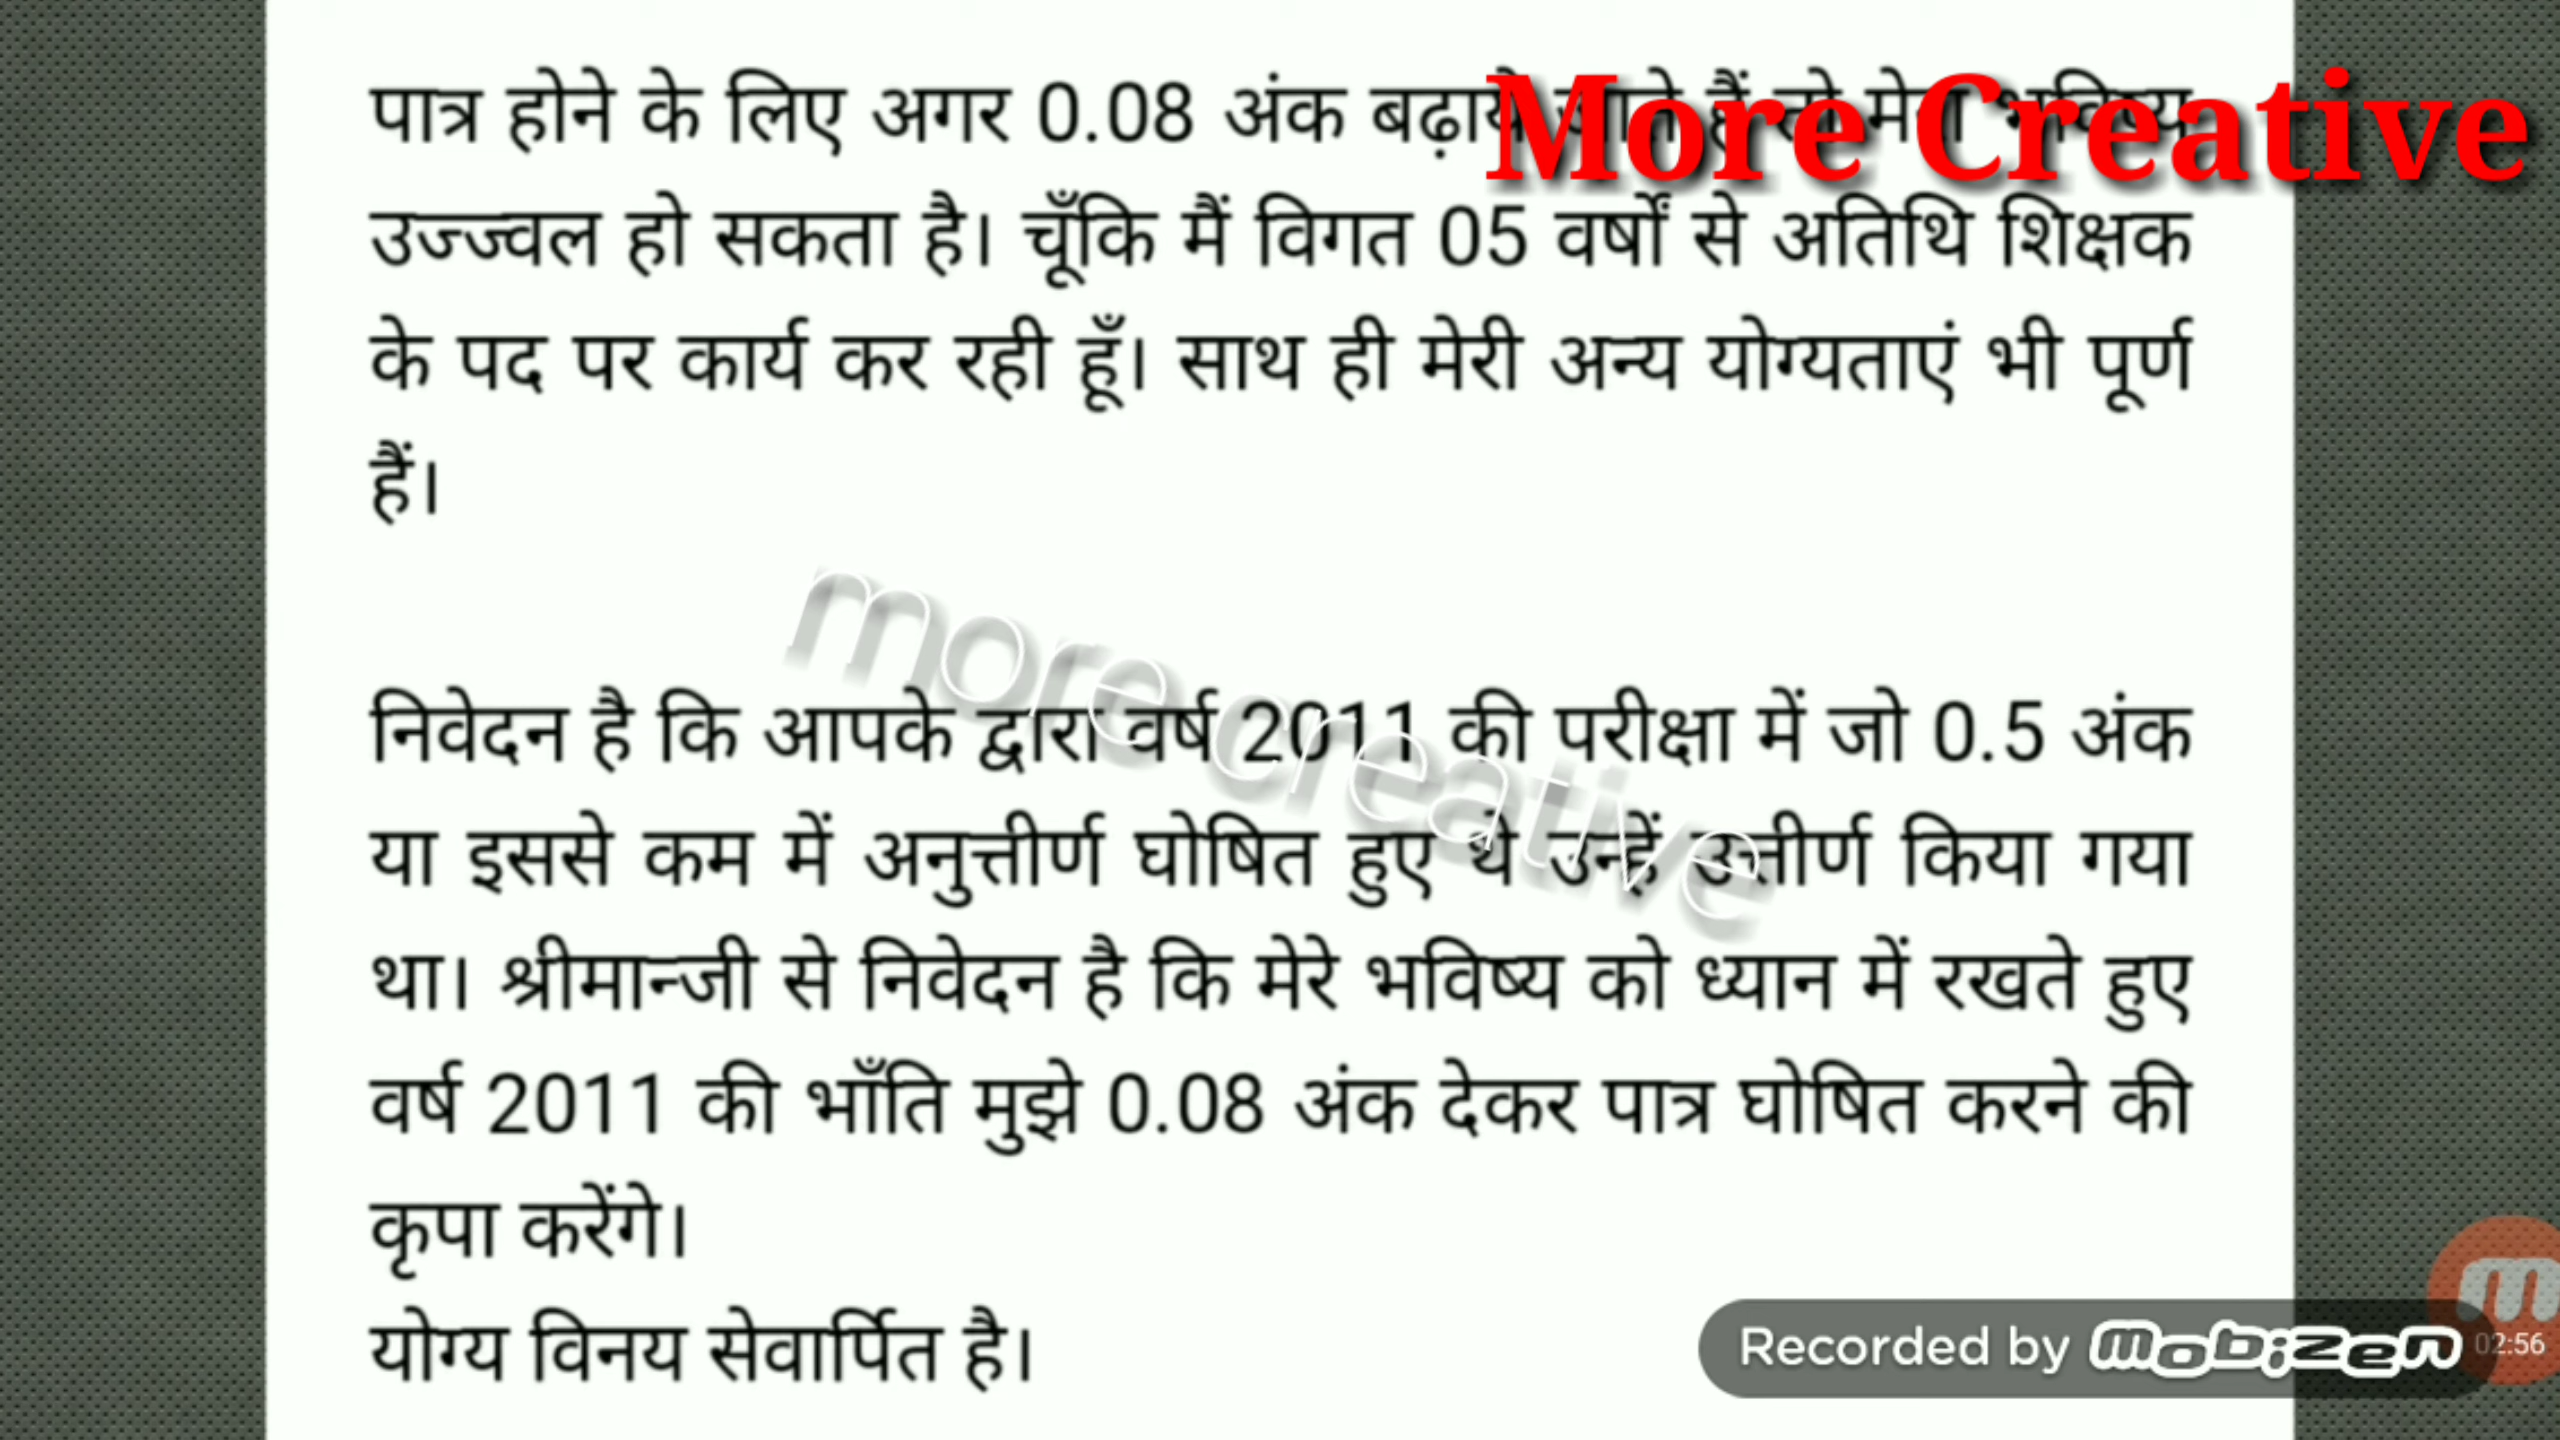 पात्र होने के लिए अगर 0.08 अंक बढ़ाये जाते हैं तो मेरा भविष्य
More Creative
उज्ज्वल हो सकता है। चूँकि मैं विगत 05 वर्षों से अतिथि शिक्षक
के पद पर कार्य कर रही हूँ। साथ ही मेरी अन्य योग्यताएं भी पूर्ण
हैं।
more creative
निवेदन है कि आपके द्वारा वर्ष 2011 की परीक्षा में जो 0.5 अंक
या इससे कम में अनुत्तीर्ण घोषित हुए थे उन्हें उत्तीर्ण किया गया
था। श्रीमान्जी से निवेदन है कि मेरे भविष्य को ध्यान में रखते हुए
वर्ष 2011 की भाँति मुझे 0.08 अंक देकर पात्र घोषित करने की
कृपा करेंगे।
योग्य विनय सेवार्पित है।
Recorded by mobizen
02:56